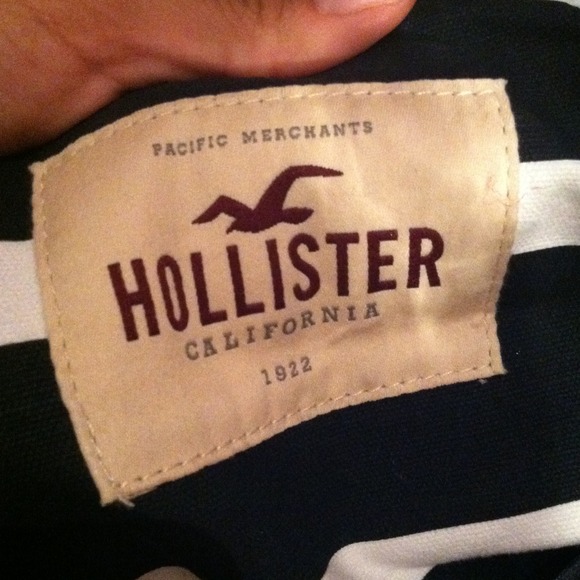 PACIFIC MERCHANTS
HOLLISTER
CALIFORNIA
1922